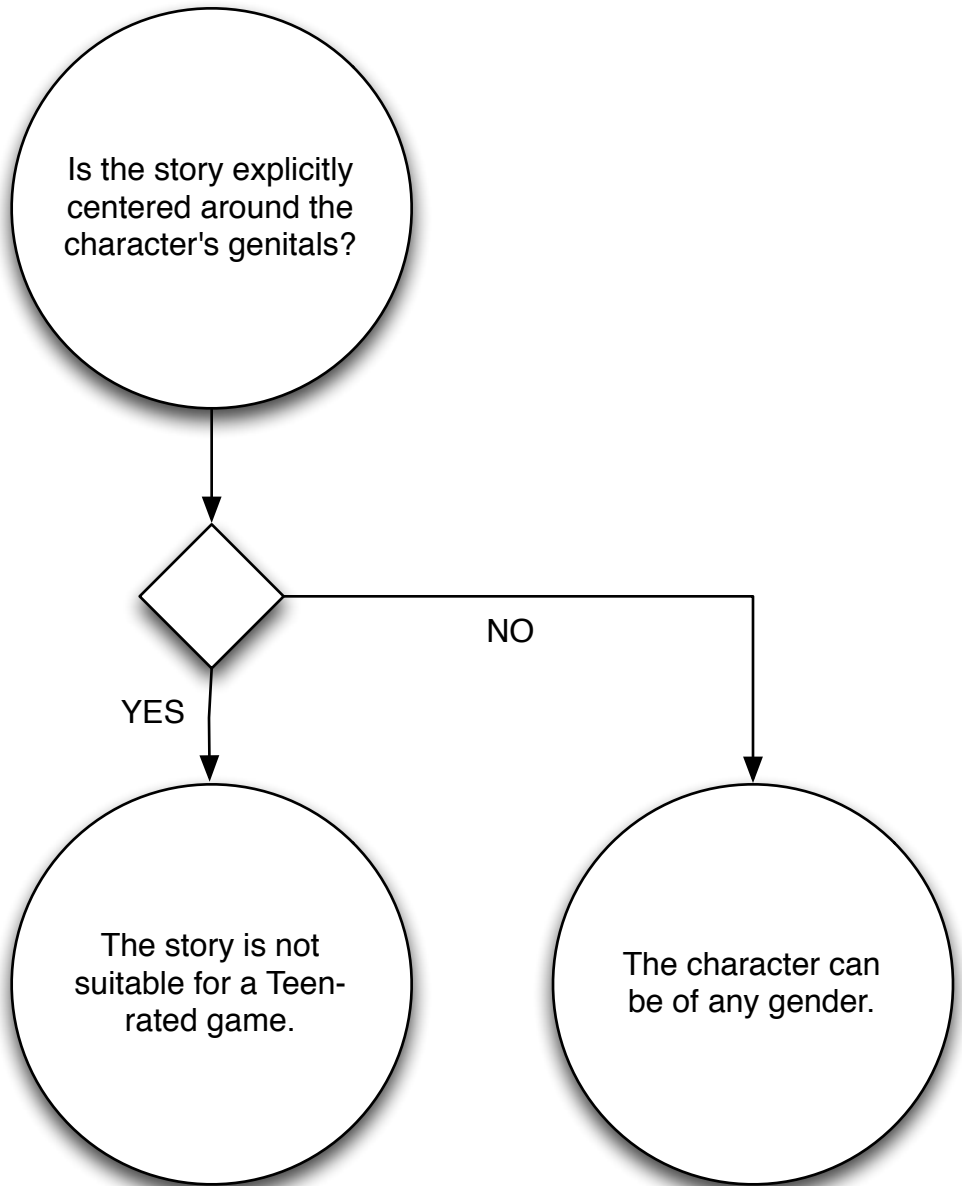 Is the story explicitly
centered around the
character's genitals?
NO
YES
The story is not
suitable for a Teen-
rated game.
The character can
be of any gender.